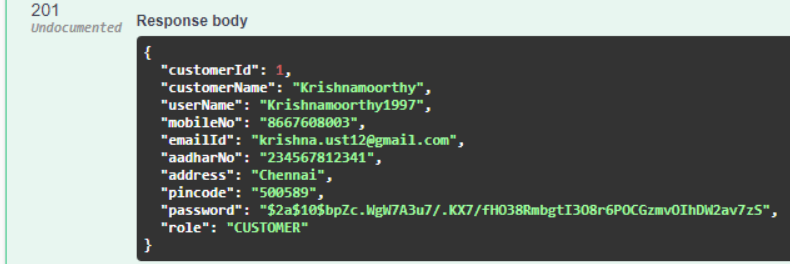 201
Undocumented
Response body
{
  "customerId": 1,
  "customerName": "Krishnamoorthy",
  "userName": "Krishnamoorthy1997",
  "mobileNo": "8667608003",
  "emailId": "krishna.ust12@gmail.com",
  "aadharNo": "234567812341",
  "address": "Chennai",
  "pincode": "500589",
  "password": "$2a$10$bpZc.WgW7A3u7/.KX7/fHO38RmbgtI3O8r6POCGzmvOIhDW2av7zS",
  "role": "CUSTOMER"
}